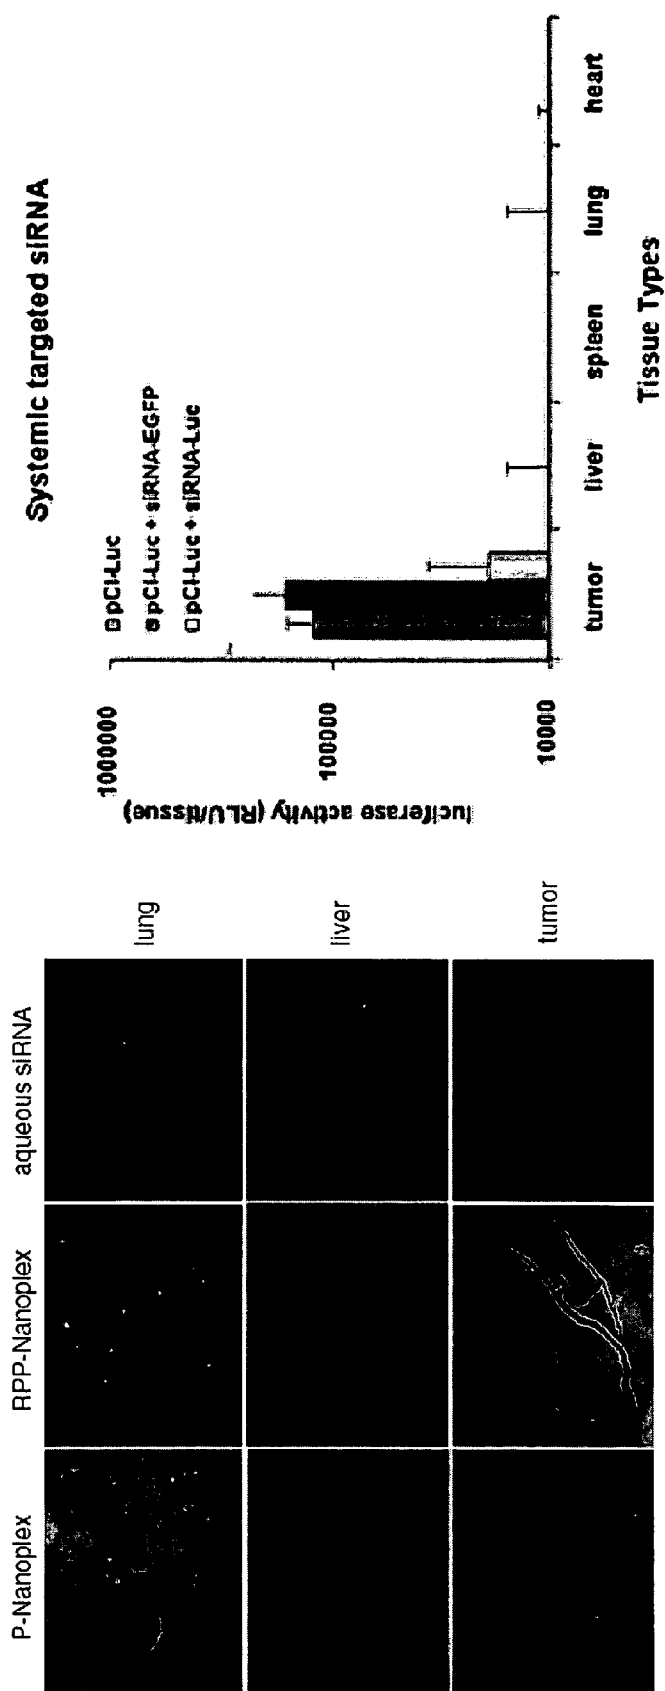 P-Nanoplex
RPP-Nanoplex
aqueous siRNA
lung
liver
tumor
Systemic targeted siRNA
pCI-Luc
pCI-Luc + siRNA-EGFP
pCI-Luc + siRNA-Luc
luciferase activity (RLU/tissue)
1000000
100000
10000
tumor
liver
spleen
lung
heart
Tissue Types